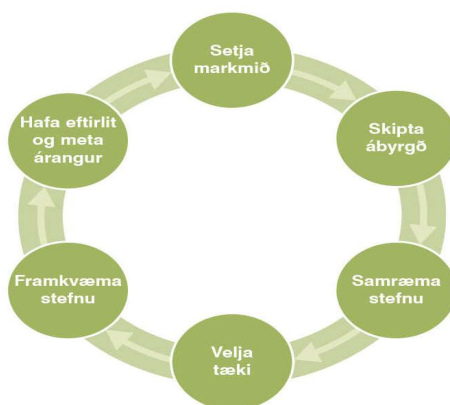 Setja
markmið
Skipta
ábyrgð
Samræma
stefnu
Velja
tæki
Framkvæma
stefnu
Hafa eftirlit
og meta
árangur